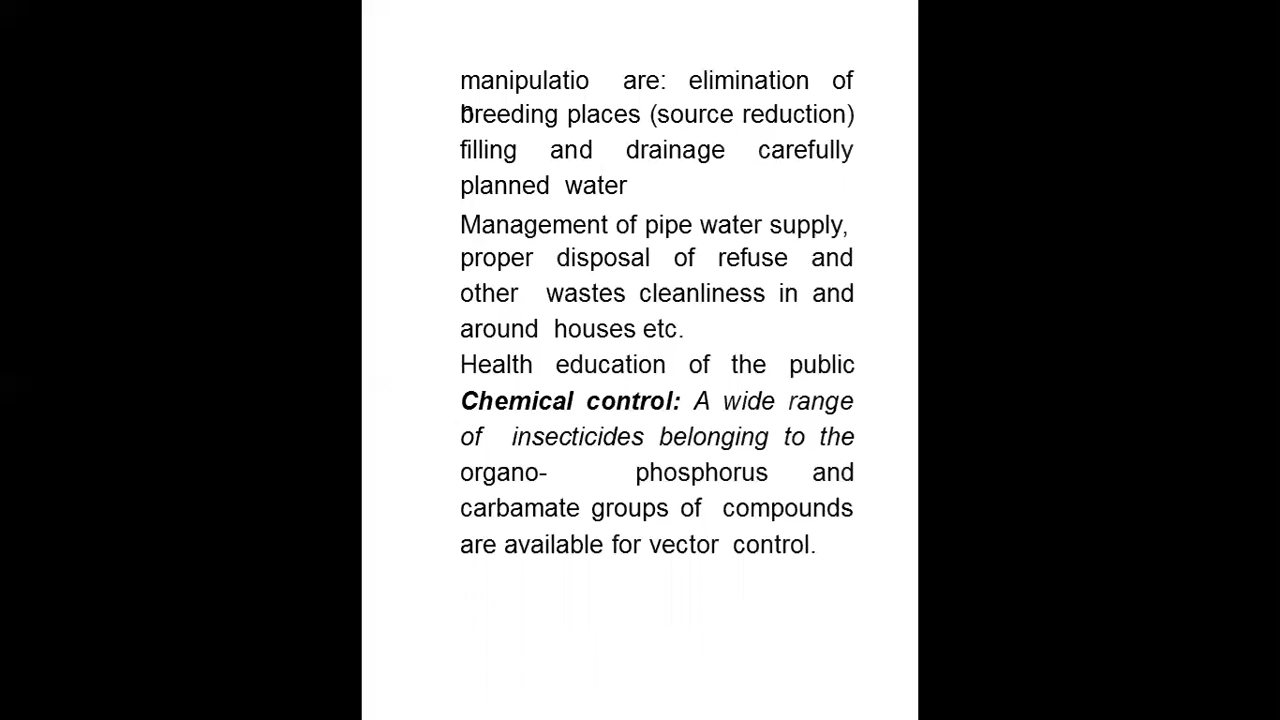 manipulatio are: elimination of
n
breeding places (source reduction)
filling and drainage carefully
planned water
Management of pipe water supply,
proper disposal of refuse and
other wastes cleanliness in and
around houses etc.
Health education of the public
Chemical control: A wide range
of insecticides belonging to the
organo- phosphorus and
carbamate groups of compounds
are available for vector control.